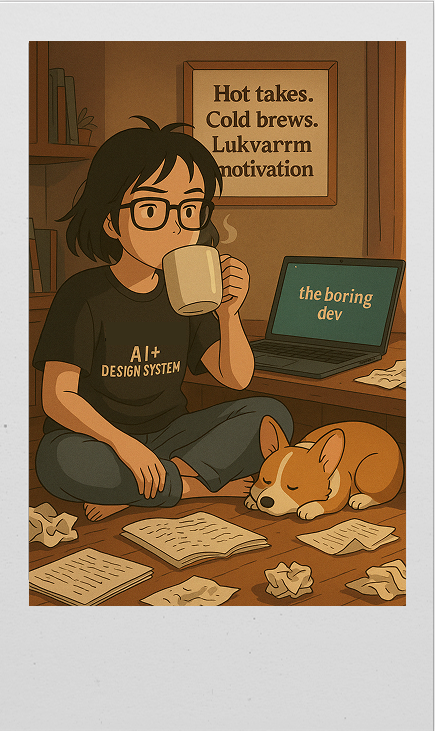 Hot takes.
Cold brews.
Lukvarrm
motivation
the boring
dev
AI+
DESIGN SYSTEM